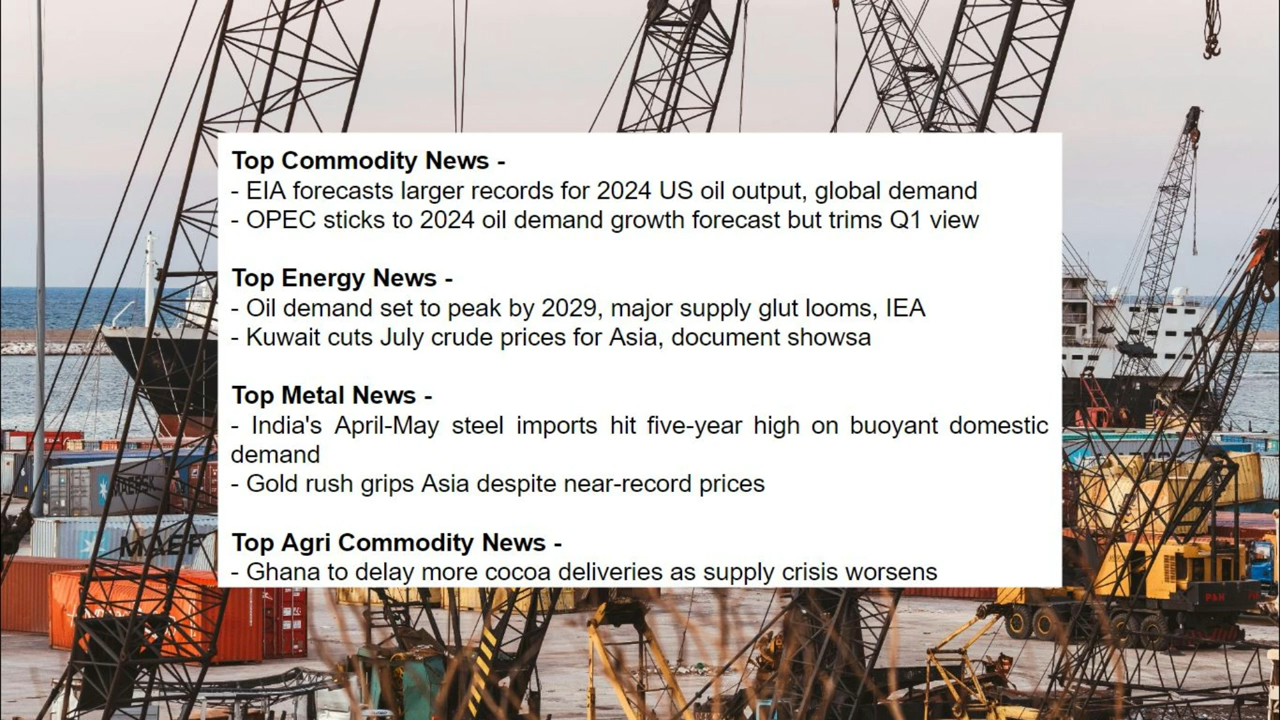 Top Commodity News -
- EIA forecasts larger records for 2024 US oil output, global demand
- OPEC sticks to 2024 oil demand growth forecast but trims Q1 view
Top Energy News -
- Oil demand set to peak by 2029, major supply glut looms, IEA
- Kuwait cuts July crude prices for Asia, document showsa
Top Metal News -
- India's April-May steel imports hit five-year high on buoyant domestic
demand
- Gold rush grips Asia despite near-record prices
Top Agri Commodity News -
- Ghana to delay more cocoa deliveries as supply crisis worsens
MAERSK
MAER
P&H